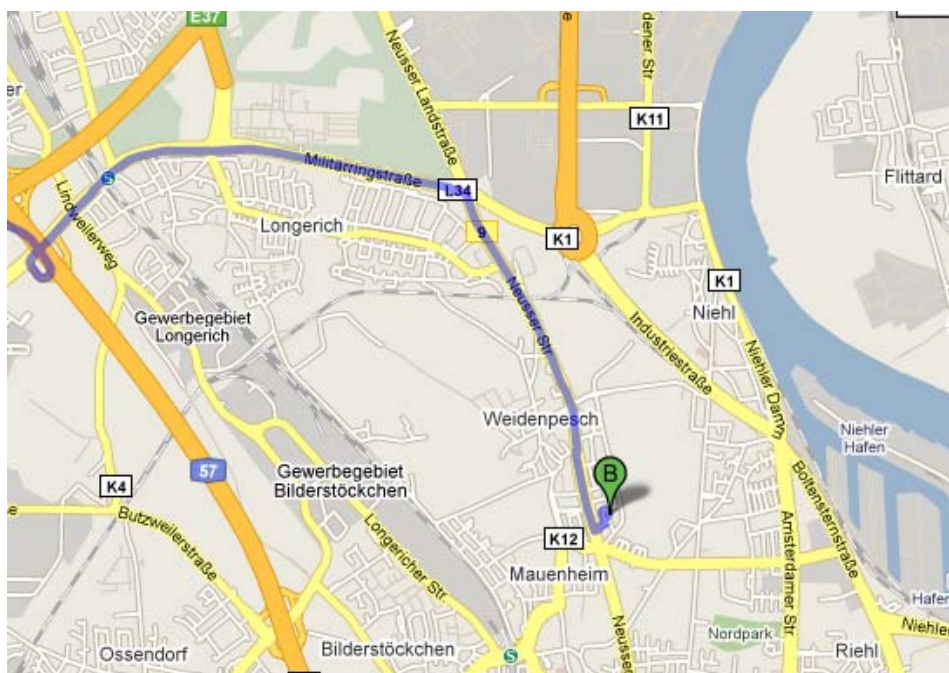 E37
Neusser Landstraße
dener Str
er
K11
Flittard
Militärringstraße
L34
S
Lindweilerweg
Longerich
9
K1
K1
Niehl
Gewerbegebiet
Longerich
Neusser Str
Industriestraße
Niehler Damm
Weidenpesch
Niehler
Hafen
57
Gewerbegebiet
Bilderstöckchen
B
K4
Butzweilerstraße
Longericher Str
K12
Boltensternstraße
Amsterdamer Str
Mauenheim
Hafen
Neusser
Nordpark
Niehler
Ossendorf
Bilderstöckchen
S
Riehl